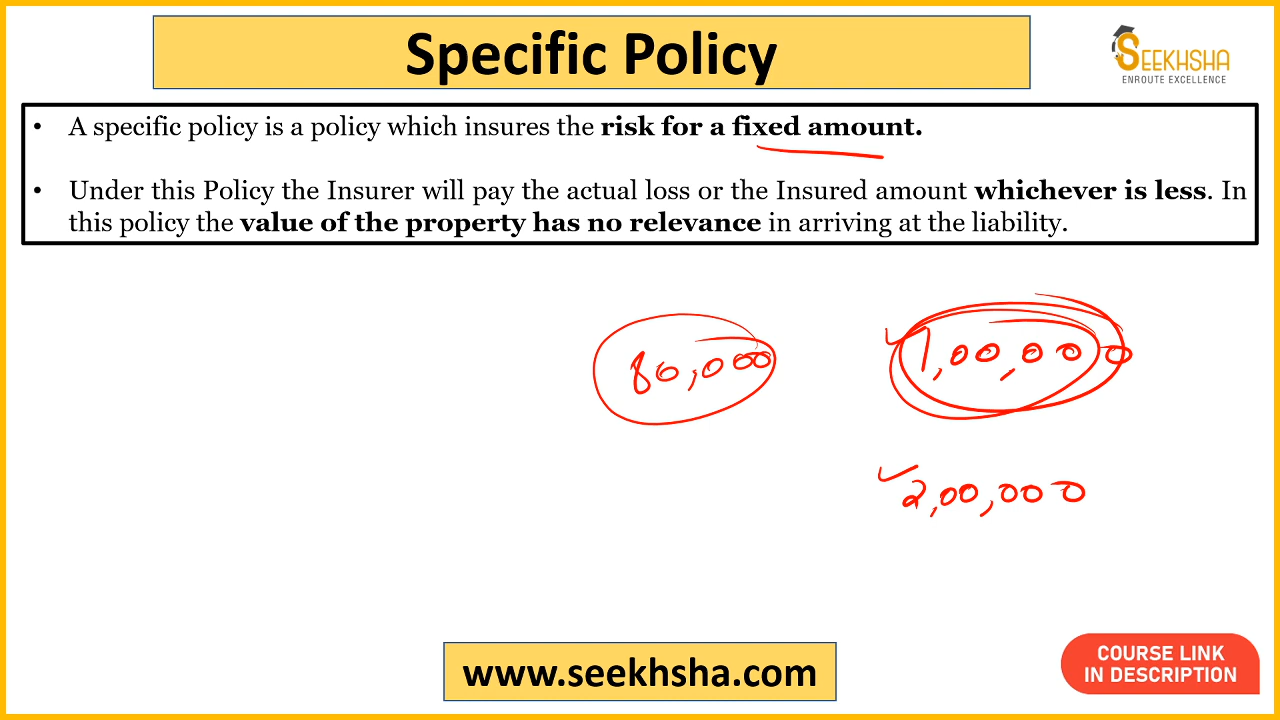 Specific Policy
SEEKHSHA
ENROUTE EXCELLENCE
• A specific policy is a policy which insures the risk for a fixed amount.
• Under this Policy the Insurer will pay the actual loss or the Insured amount whichever is less. In
this policy the value of the property has no relevance in arriving at the liability.
80,000 1,00,000
2,00,000
www.seekhsha.com
COURSE LINK
IN DESCRIPTION